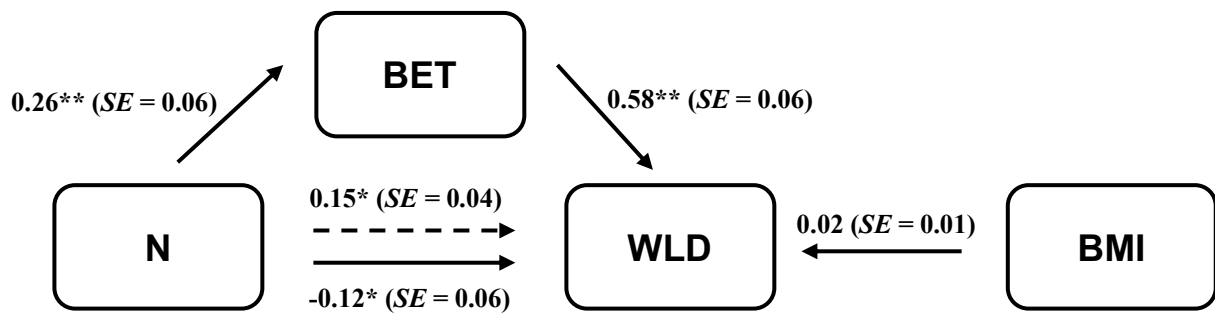 BET
0.26** (SE = 0.06)
0.58** (SE = 0.06)
0.15* (SE = 0.04)
N
WLD
0.02 (SE = 0.01)
BMI
-0.12* (SE = 0.06)